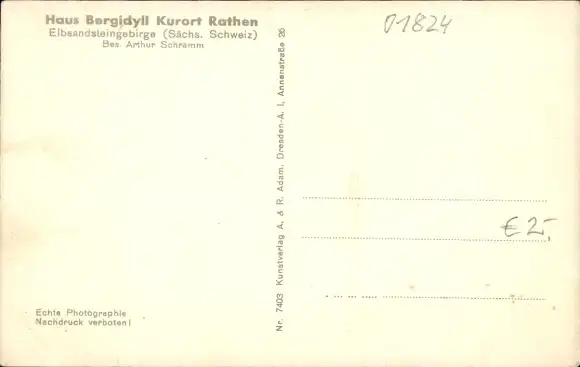 Haus Bergidyll Kurort Rathen
Elbsandsteingebirge (Sächs. Schweiz)
Bes. Arthur Schramm
01824
Nr. 7403 Kunstverlag A. & R. Adam, Dresden-A. I, Annenstraße 26
€ 2,-
Echte Photographie
Nachdruck verboten!